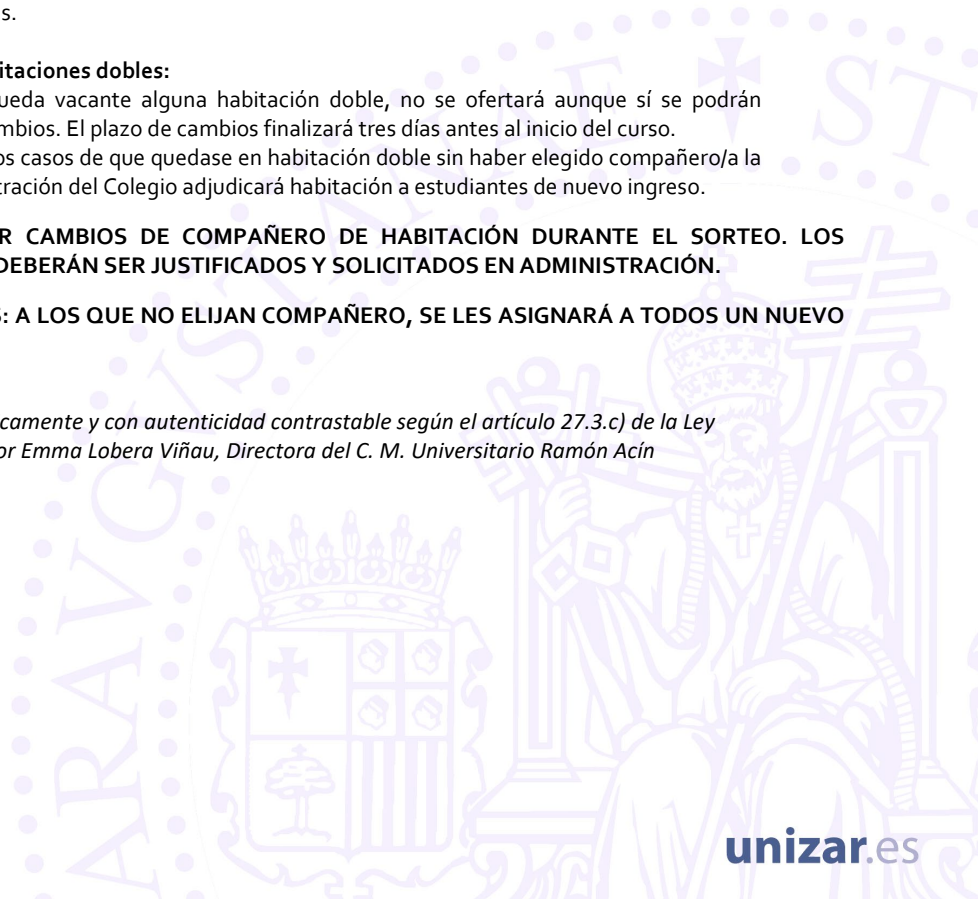 s.
itaciones dobles:
ueda vacante alguna habitación doble, no se ofertará aunque sí se podrán
mbios. El plazo de cambios finalizará tres días antes al inicio del curso.
os casos de que quedase en habitación doble sin haber elegido compañero/a la
tración del Colegio adjudicará habitación a estudiantes de nuevo ingreso.
R CAMBIOS DE COMPAÑERO DE HABITACIÓN DURANTE EL SORTEO. LOS
DEBERÁN SER JUSTIFICADOS Y SOLICITADOS EN ADMINISTRACIÓN.
S: A LOS QUE NO ELIJAN COMPAÑERO, SE LES ASIGNARÁ A TODOS UN NUEVO
camente y con autenticidad contrastable según el artículo 27.3.c) de la Ley
or Emma Lobera Viñau, Directora del C. M. Universitario Ramón Acín
ARAVGVSTANAE ST
unizar.es